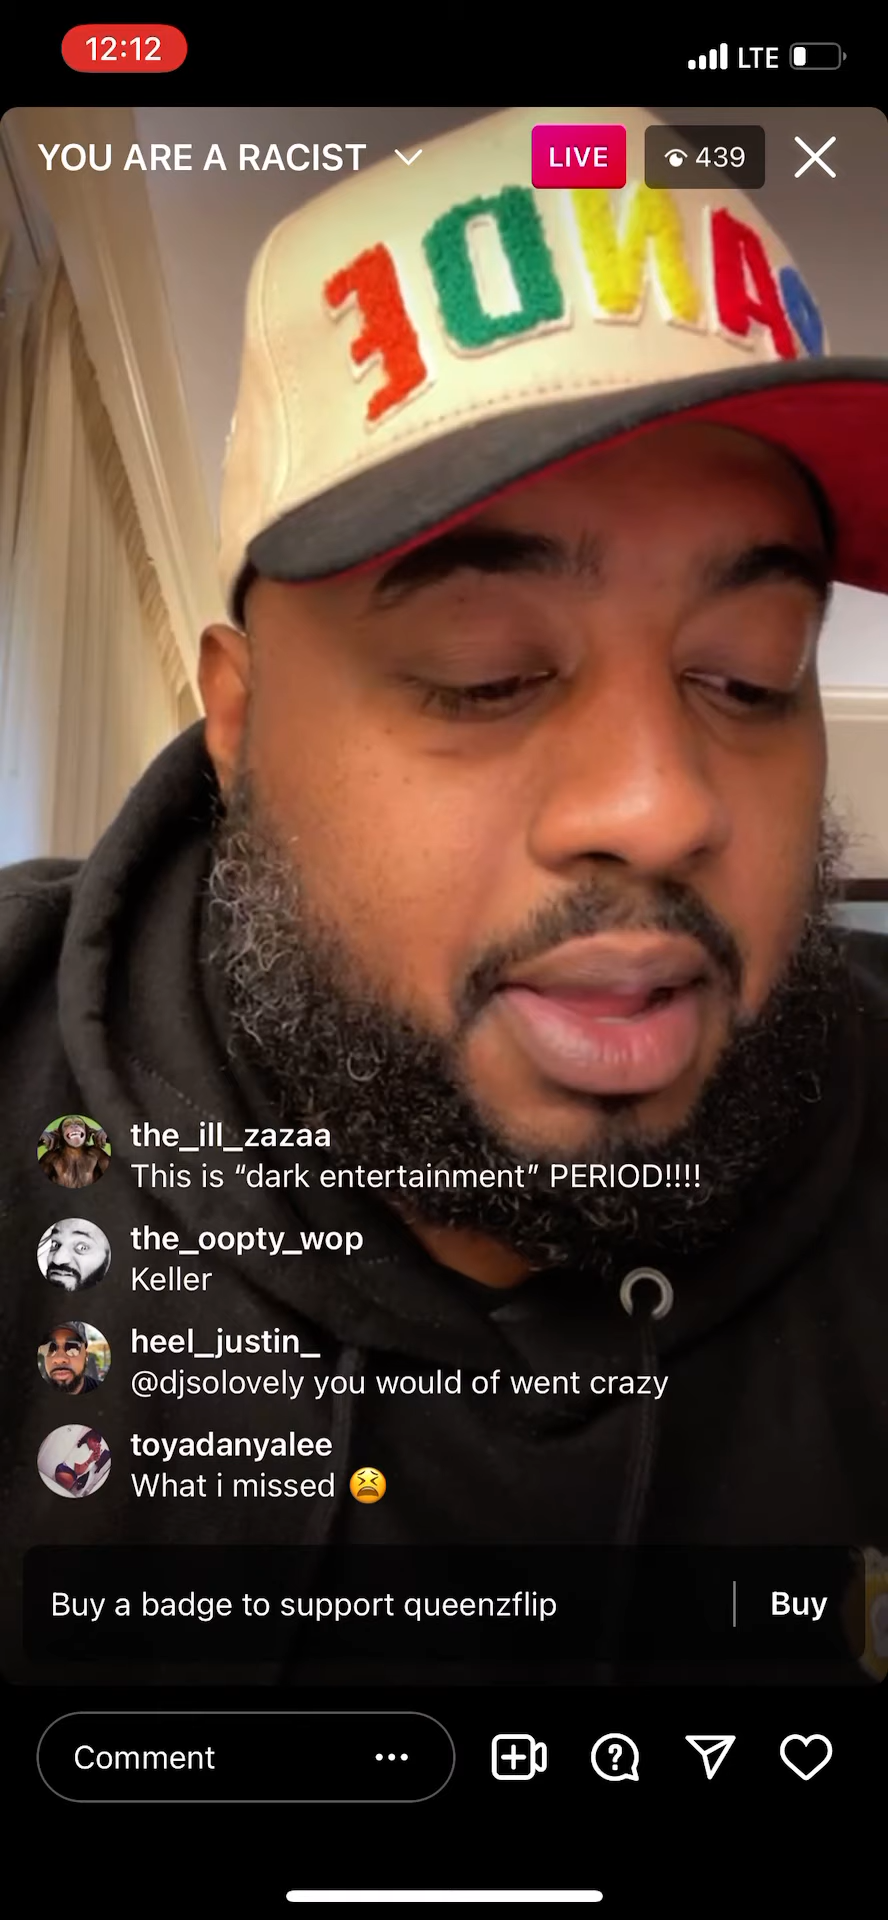 12:12
LTE
YOU ARE A RACIST
LIVE
439
the_ill_zazaa
This is “dark entertainment” PERIOD!!!!
the_oopty_wop
Keller
heel_justin_
@djsolovely you would of went crazy
toyadanyalee
What i missed 😫
Buy a badge to support queenzflip
Buy
Comment